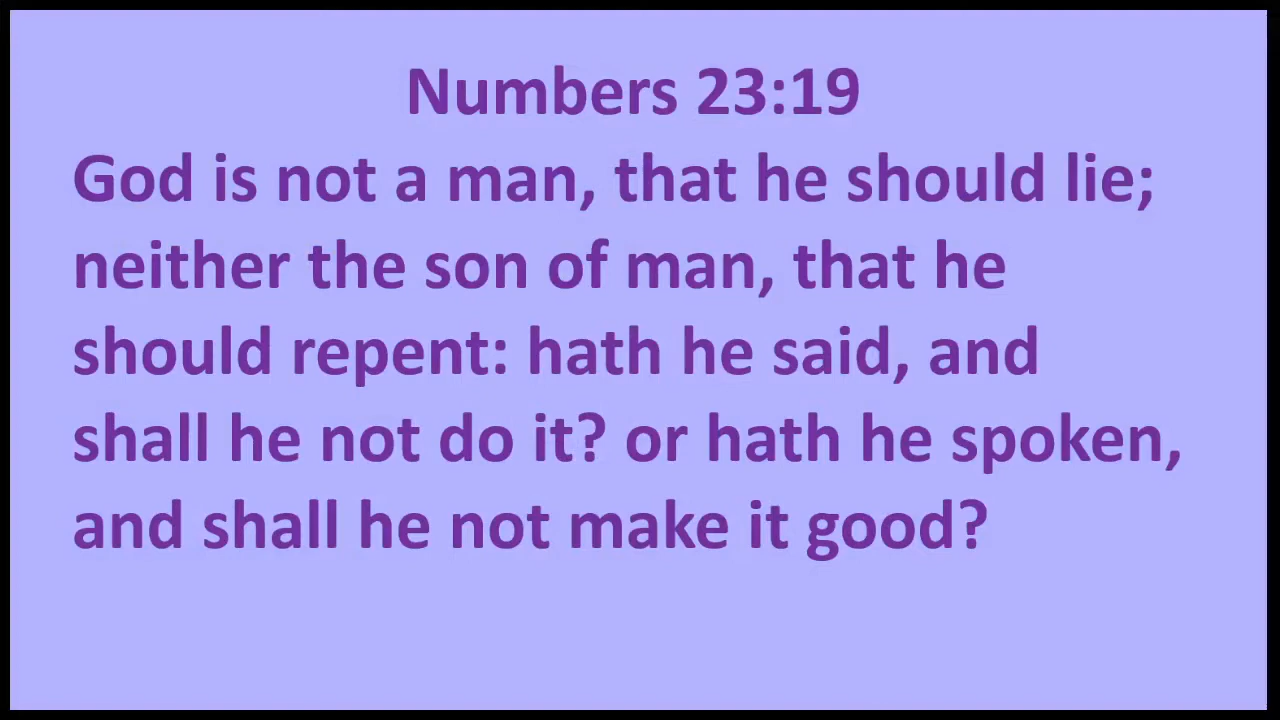 Numbers 23:19
God is not a man, that he should lie;
neither the son of man, that he
should repent: hath he said, and
shall he not do it? or hath he spoken,
and shall he not make it good?